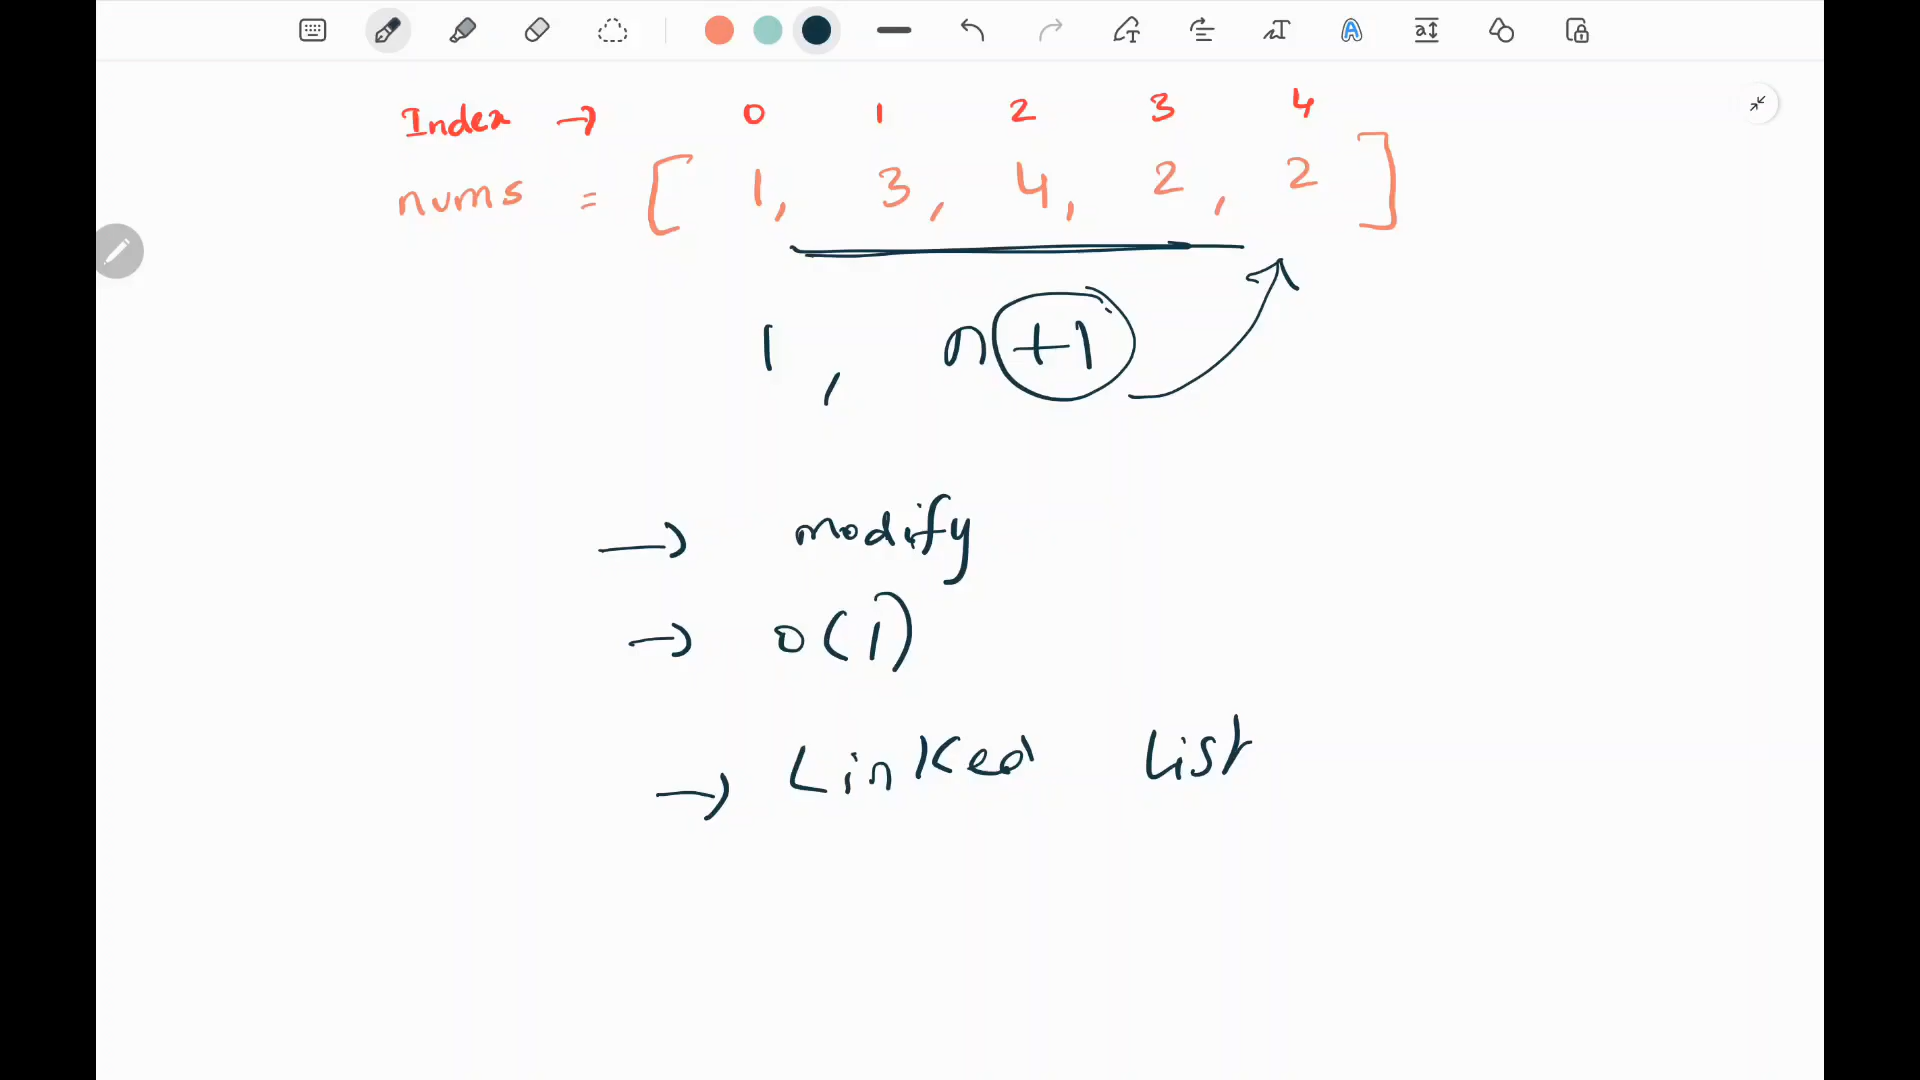 Index → 0 1 2 3 4
nums = [ 1, 3, 4, 2, 2 ]
1, n+1
→ modify
→ O(1)
→ Linked List